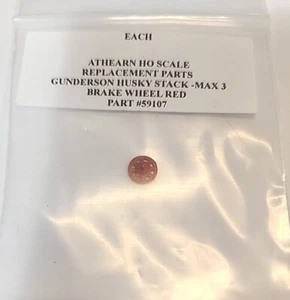 EACH
ATHEARN HO SCALE
REPLACEMENT PARTS
GUNDERSON HUSKY STACK -MAX 3
BRAKE WHEEL RED
PART #59107